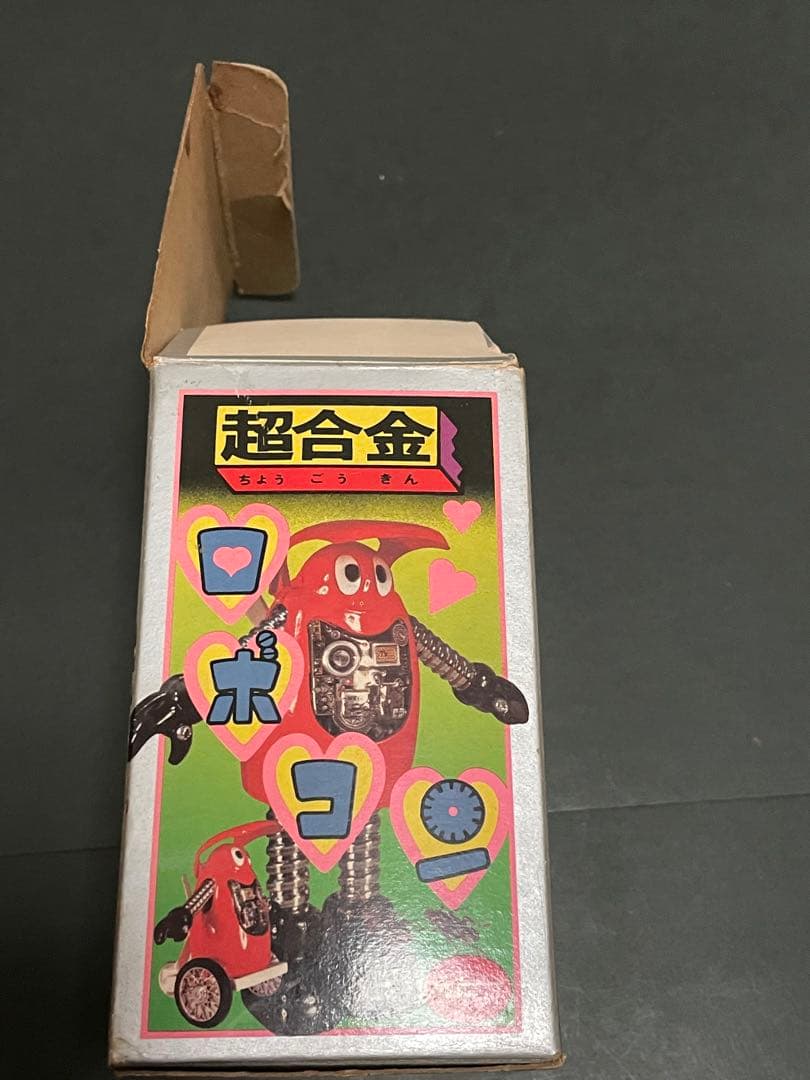 超合金
ちょう ごう きん
ロボコン